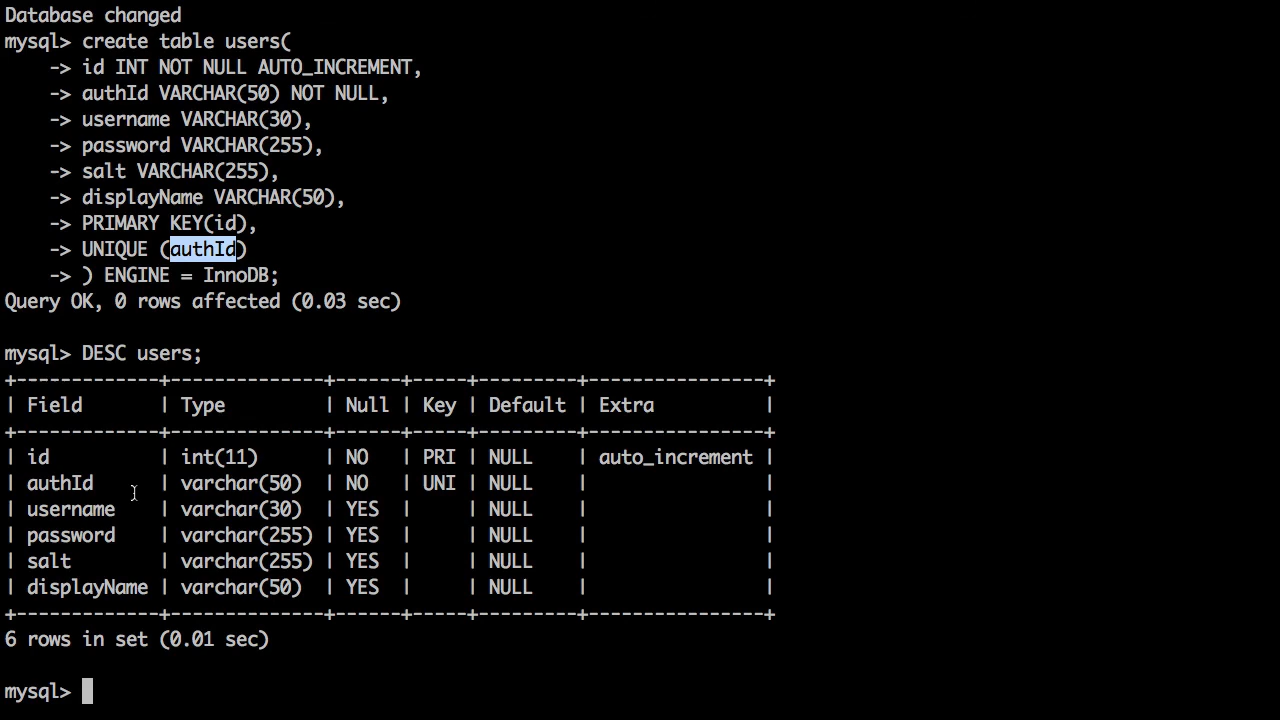 Database changed
mysql> create table users(
    -> id INT NOT NULL AUTO_INCREMENT,
    -> authId VARCHAR(50) NOT NULL,
    -> username VARCHAR(30),
    -> password VARCHAR(255),
    -> salt VARCHAR(255),
    -> displayName VARCHAR(50),
    -> PRIMARY KEY(id),
    -> UNIQUE (authId)
    -> ) ENGINE = InnoDB;
Query OK, 0 rows affected (0.03 sec)

mysql> DESC users;
+-------------+--------------+------+-----+---------+----------------+
| Field       | Type         | Null | Key | Default | Extra          |
+-------------+--------------+------+-----+---------+----------------+
| id          | int(11)      | NO   | PRI | NULL    | auto_increment |
| authId      | varchar(50)  | NO   | UNI | NULL    |                |
| username    | varchar(30)  | YES  |     | NULL    |                |
| password    | varchar(255) | YES  |     | NULL    |                |
| salt        | varchar(255) | YES  |     | NULL    |                |
| displayName | varchar(50)  | YES  |     | NULL    |                |
+-------------+--------------+------+-----+---------+----------------+
6 rows in set (0.01 sec)

mysql>